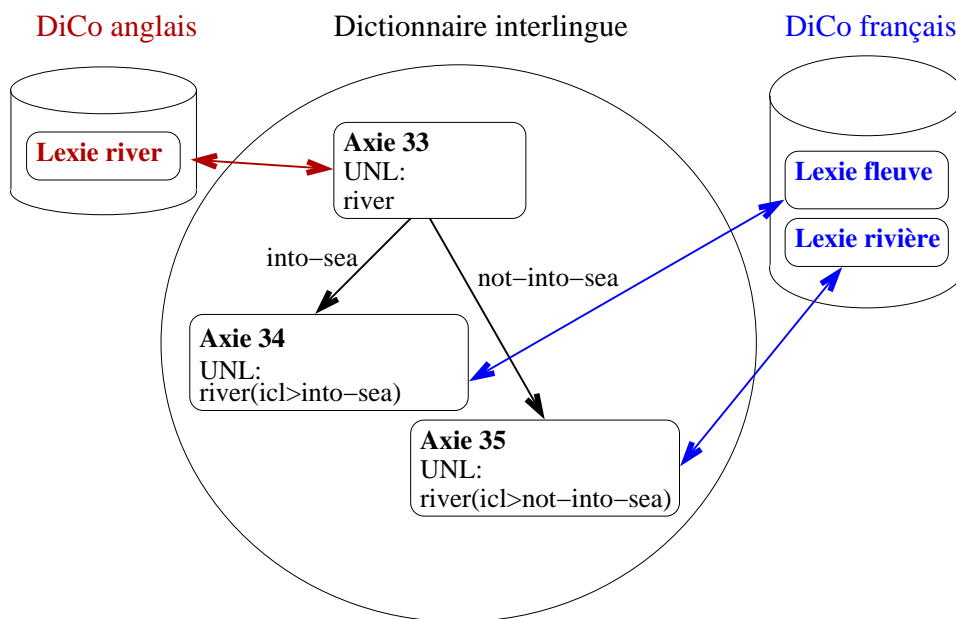 DiCo anglais
Dictionnaire interlingue
DiCo français
Lexie river
Axie 33
UNL:
river
Lexie fleuve
Lexie rivière
into−sea
not−into−sea
Axie 34
UNL:
river(icl>into−sea)
Axie 35
UNL:
river(icl>not−into−sea)